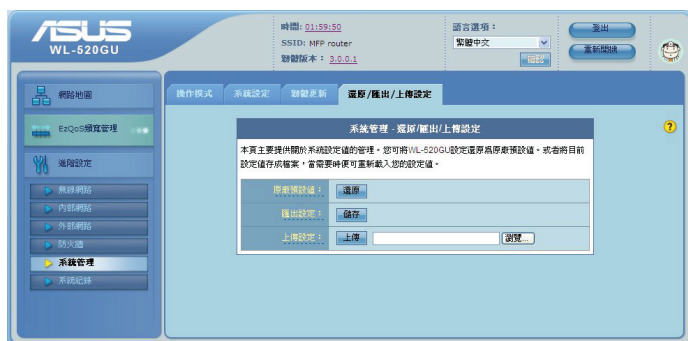 ASUS
WL-520GU
時間: 01:59:50
SSID: MFP router
韌體版本: 3.0.0.1
語言選項:
繁體中文
登出
重新開機
網路地圖
EzQoS頻寬管理
進階設定
無線網路
內部網路
外部網路
防火牆
系統管理
系統紀錄
操作模式
系統設定
韌體更新
還原/匯出/上傳設定
系統管理 - 還原/匯出/上傳設定
本頁主要提供關於系統設定值的管理。您可將WL-520GU設定還原為原廠預設值。或者將目前
設定值存成檔案,當需要時便可重新載入您的設定值。
原廠預設值: 還原
匯出設定: 儲存
上傳設定: 上傳 瀏覽...
?